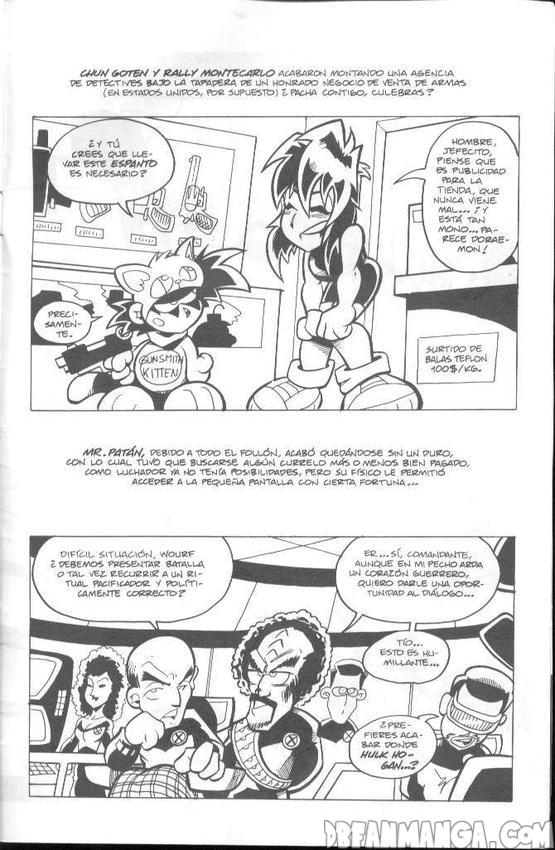 CHUN GOTEN Y RALLY MONTECARLO ACABARON MONTANDO UNA AGENCIA
DE DETECTIVES BAJO LA TAPADERA DE UN HONRADO NEGOCIO DE VENTA DE ARMAS
(EN ESTADOS UNIDOS, POR SUPUESTO) ¿PACHA CONTIGO, CULEBRAS?
¿Y TÚ
CREES QUE LLE-
VAR ESTE ESPANTO
ES NECESARIO?
HOMBRE,
JEFECITO,
PIENSE QUE
ES PUBLICIDAD
PARA LA
TIENDA, QUE
NUNCA VIENE
MAL... ¡Y
ESTÁ TAN
MONO... PA-
RECE DORAE-
MON!
PRECI-
SAMEN-
TE.
GUNSMITH
KITTEN
SURTIDO DE
BALAS TEFLON
100$/KG.
MR. PATÁN, DEBIDO A TODO EL FOLLÓN, ACABÓ QUEDÁNDOSE SIN UN DURO,
CON LO CUAL TUVO QUE BUSCARSE ALGÚN CURRELO MÁS O MENOS BIEN PAGADO,
COMO LUCHADOR YA NO TENÍA POSIBILIDADES, PERO SU FÍSICO LE PERMITIÓ
ACCEDER A LA PEQUEÑA PANTALLA CON CIERTA FORTUNA...
DIFÍCIL SITUACIÓN, WOURF
¿DEBEMOS PRESENTAR BATALLA
O TAL VEZ RECURRIR A UN RI-
TUAL PACIFICADOR Y POLÍTI-
CAMENTE CORRECTO?
ER... SÍ, COMANDANTE,
AUNQUE EN MI PECHO ARDA
UN CORAZÓN GUERRERO,
QUIERO DARLE UNA OPOR-
TUNIDAD AL DIÁLOGO...
TÍO...
ESTO ES HU-
MILLANTE...
¿PRE-
FIERES ACA-
BAR DONDE
HULK HO-
GAN...?
DBEANMANGA.COM